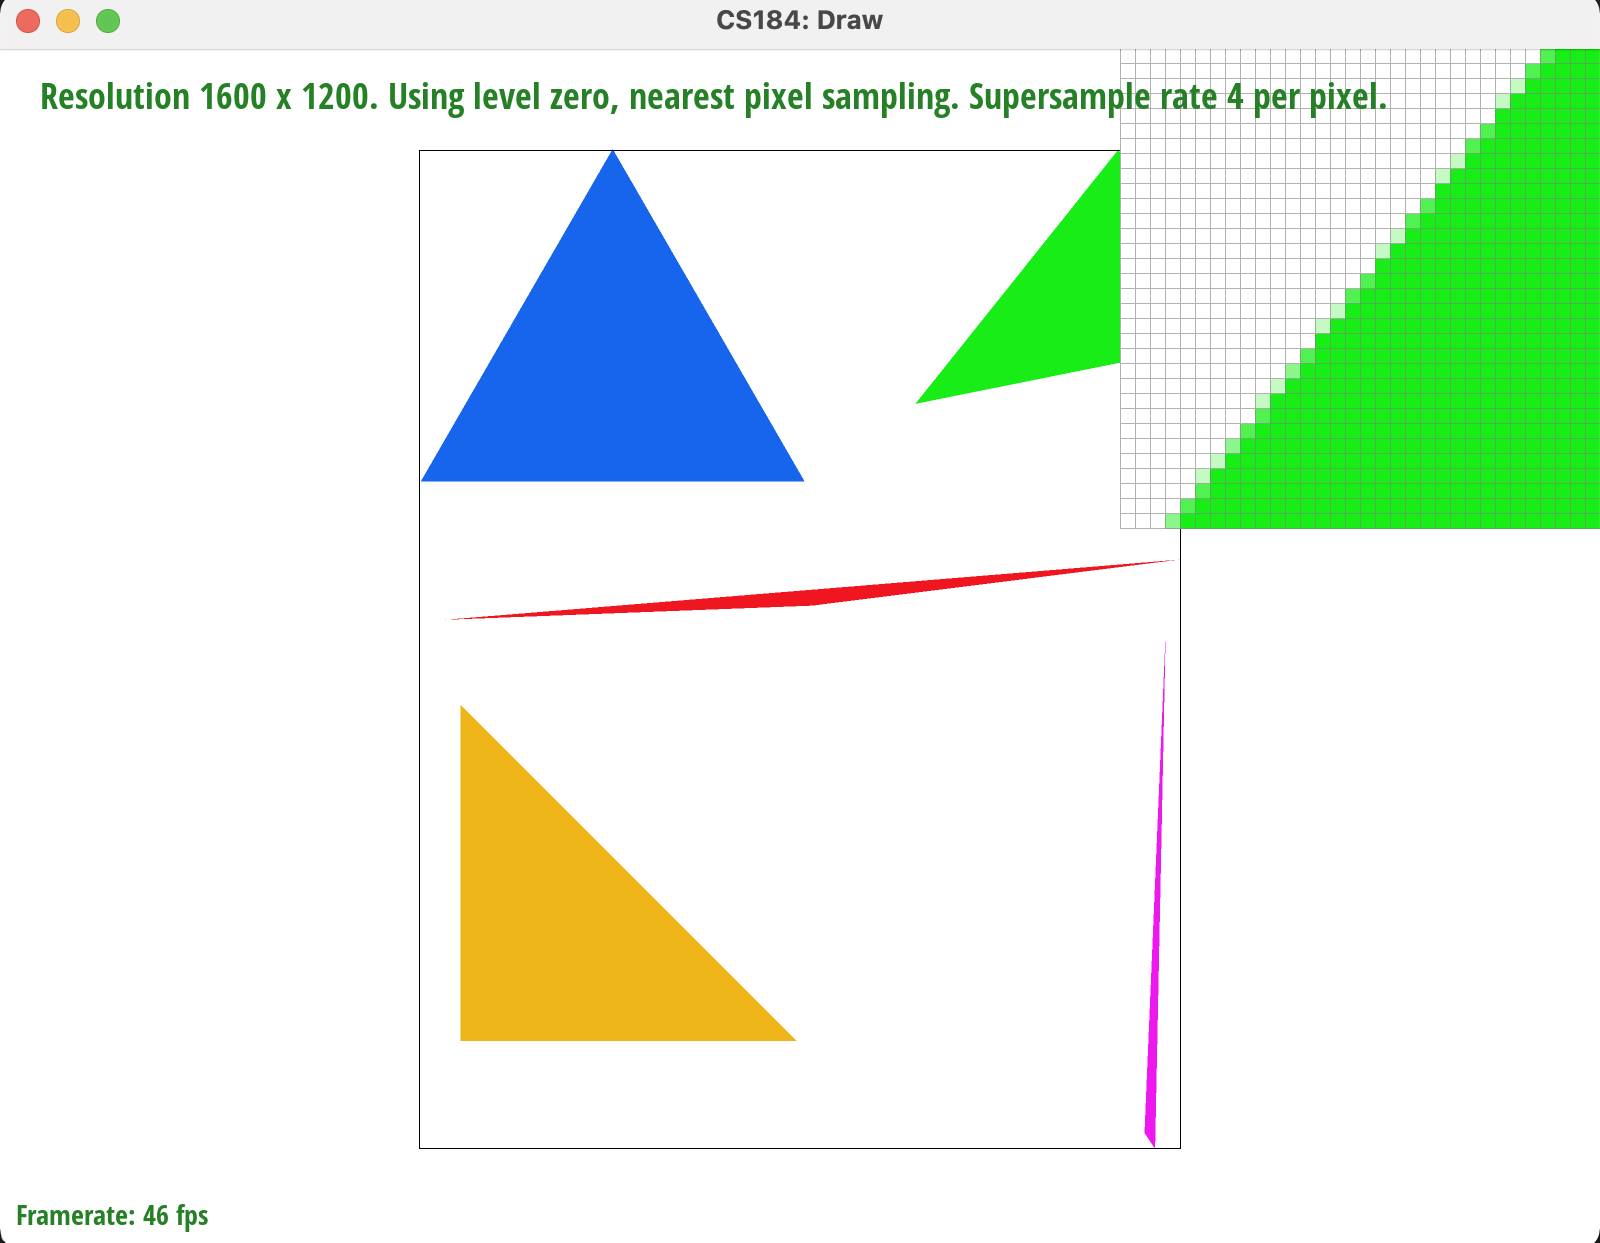 CS184: Draw
Resolution 1600 x 1200. Using level zero, nearest pixel sampling. Supersample rate 4 per pixel.
Framerate: 46 fps